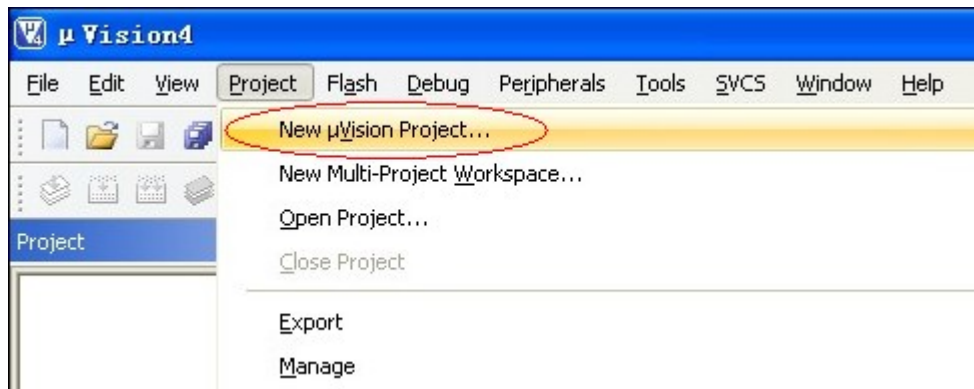 μ Vision4
File Edit View Project Flash Debug Peripherals Tools SVCS Window Help
New μVision Project...
New Multi-Project Workspace...
Open Project...
Project
Close Project
Export
Manage